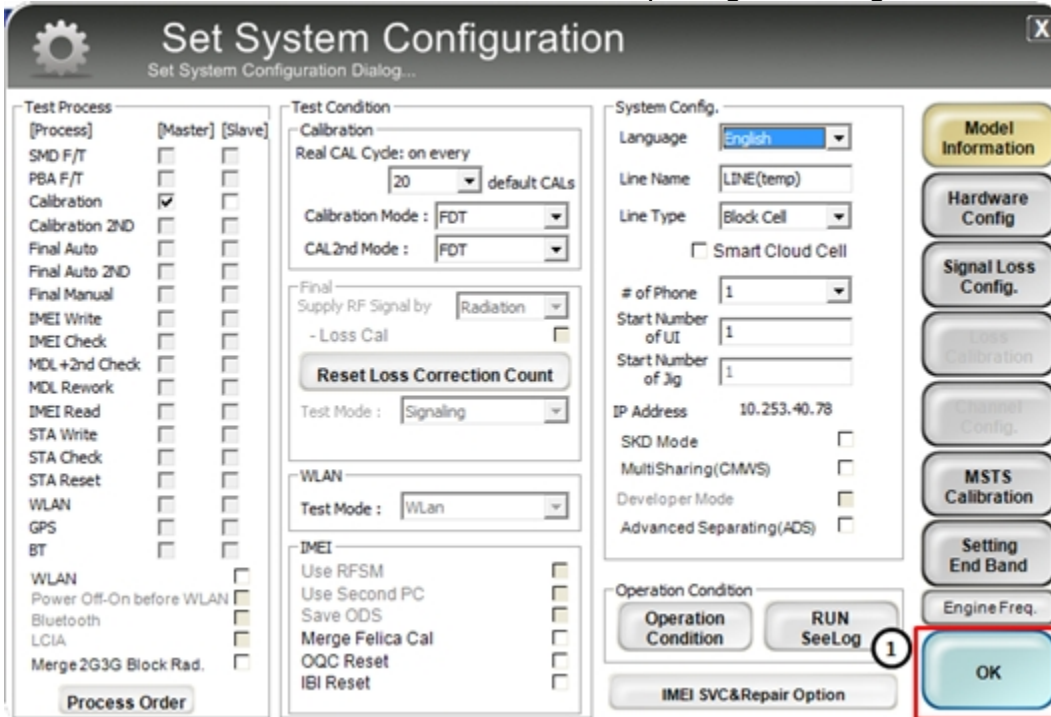 Set System Configuration
X
Set System Configuration Dialog...
Test Process
[Process] [Master] [Slave]
SMD F/T
PBA F/T
Calibration
Calibration 2ND
Final Auto
Final Auto 2ND
Final Manual
IMEI Write
IMEI Check
MDL+2nd Check
MDL Rework
IMEI Read
STA Write
STA Check
STA Reset
WLAN
GPS
BT
WLAN
Power Off-On before WLAN
Bluetooth
LCIA
Merge 2G3G Block Rad.
Process Order
Test Condition
Calibration
Real CAL Cycle: on every
20 default CALs
Calibration Mode : FDT
CAL2nd Mode : FDT
Final
Supply RF Signal by Radiation
- Loss Cal
Reset Loss Correction Count
Test Mode : Signaling
WLAN
Test Mode : WLan
IMEI
Use RFSM
Use Second PC
Save ODS
Merge Felica Cal
OQC Reset
IBI Reset
System Config.
Language English
Line Name LINE(temp)
Line Type Block Cell
Smart Cloud Cell
# of Phone 1
Start Number
of UI 1
Start Number
of Jig 1
IP Address 10.253.40.78
SKD Mode
MultiSharing(CMWS)
Developer Mode
Advanced Separating(ADS)
Operation Condition
Operation
Condition
RUN
SeeLog
1
IMEI SVC&Repair Option
Model
Information
Hardware
Config
Signal Loss
Config.
Loss
Calibration
Channel
Config.
MSTS
Calibration
Setting
End Band
Engine Freq.
OK